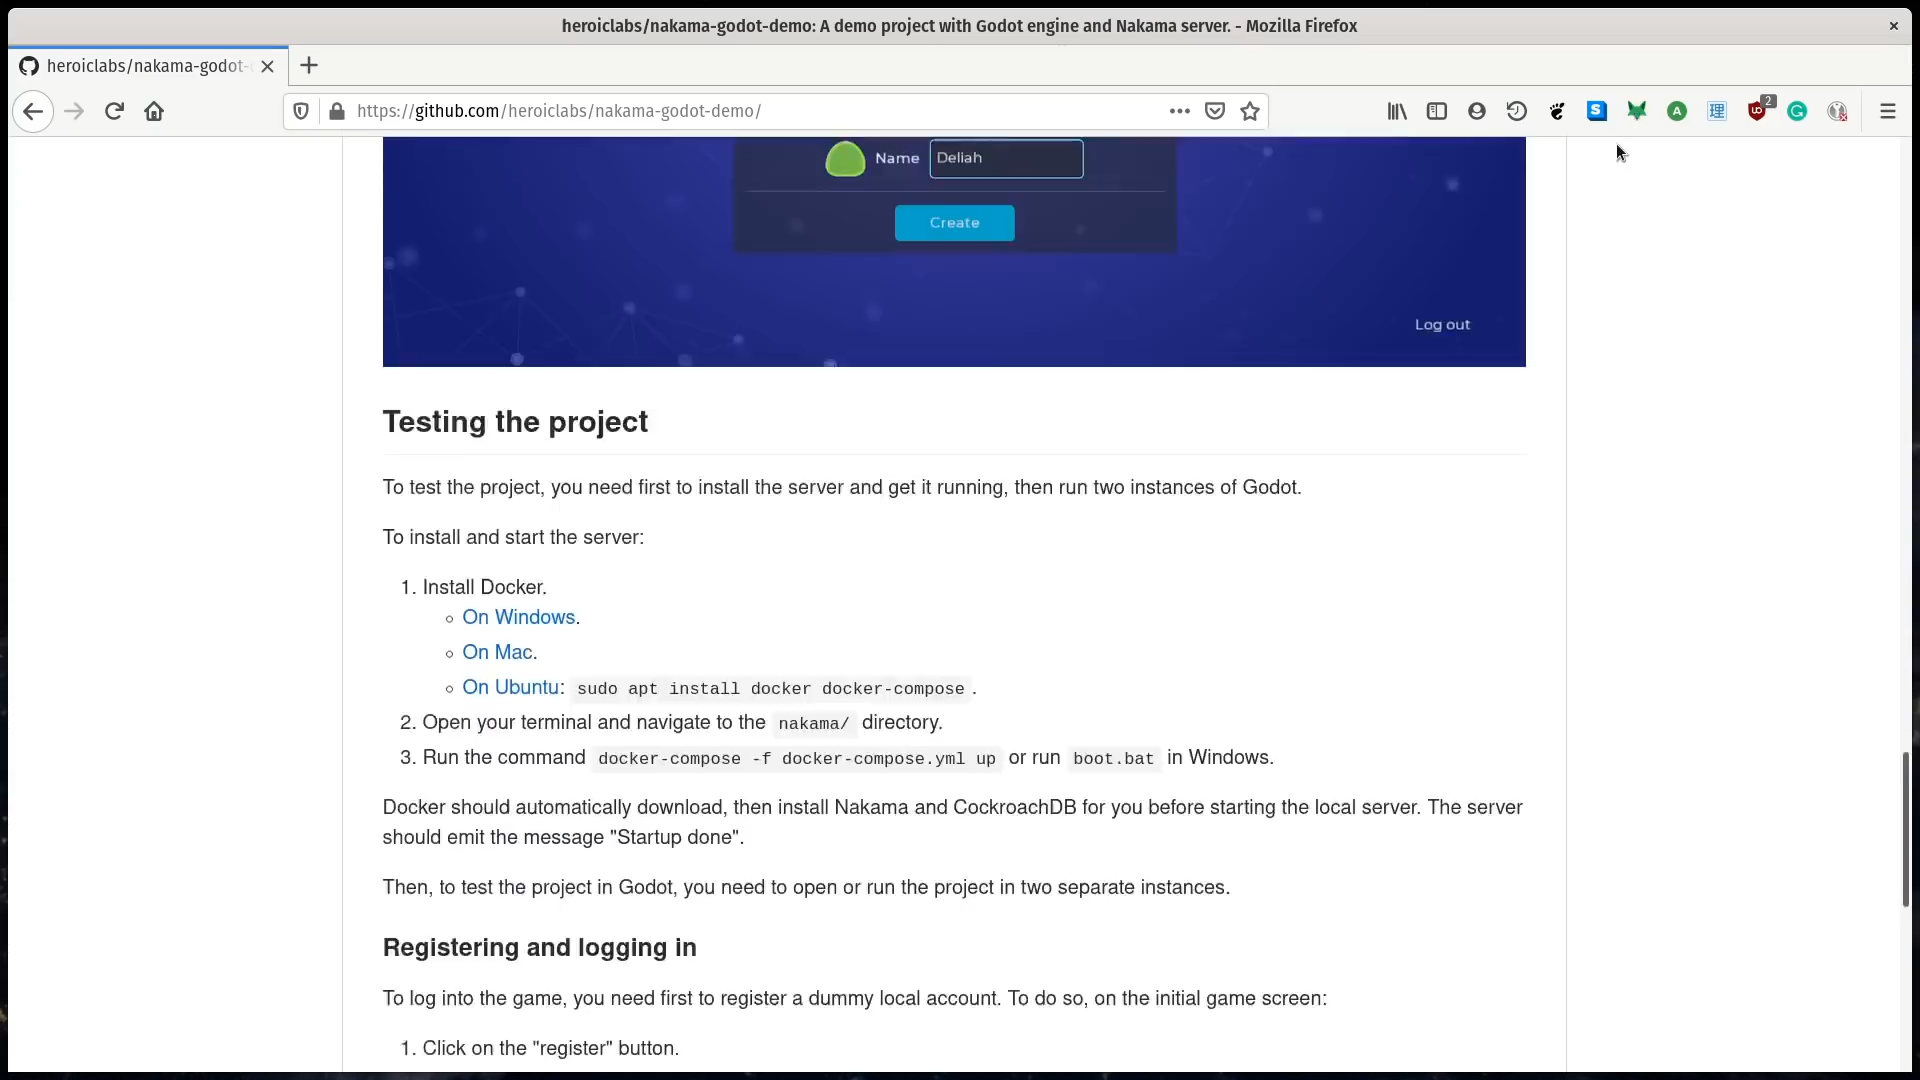 heroiclabs/nakama-godot-demo: A demo project with Godot engine and Nakama server. - Mozilla Firefox
heroiclabs/nakama-godot-
https://github.com/heroiclabs/nakama-godot-demo/
2
Name Deliah
Create
Log out
Testing the project
To test the project, you need first to install the server and get it running, then run two instances of Godot.
To install and start the server:
1. Install Docker.
On Windows.
On Mac.
On Ubuntu: sudo apt install docker docker-compose .
2. Open your terminal and navigate to the nakama/ directory.
3. Run the command docker-compose -f docker-compose.yml up or run boot.bat in Windows.
Docker should automatically download, then install Nakama and CockroachDB for you before starting the local server. The server
should emit the message "Startup done".
Then, to test the project in Godot, you need to open or run the project in two separate instances.
Registering and logging in
To log into the game, you need first to register a dummy local account. To do so, on the initial game screen:
1. Click on the "register" button.